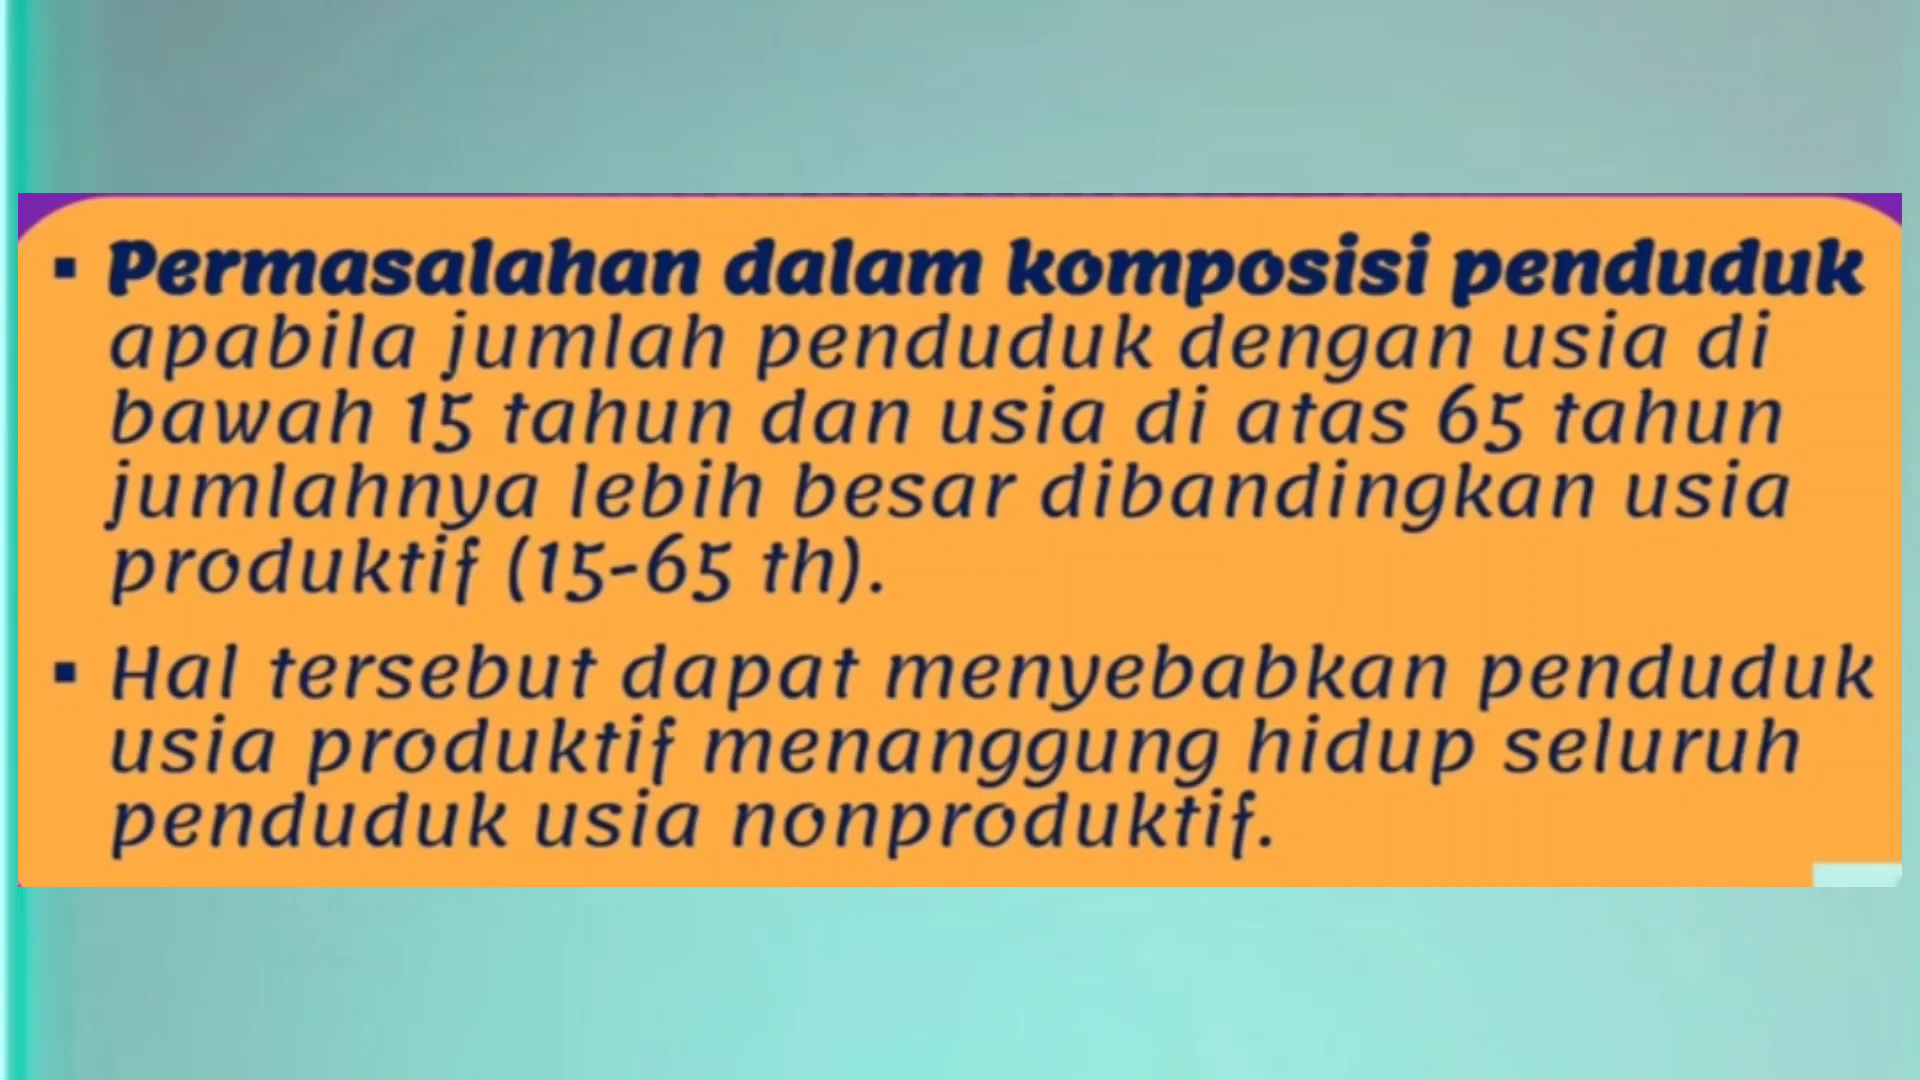 ▪ Permasalahan dalam komposisi penduduk
apabila jumlah penduduk dengan usia di
bawah 15 tahun dan usia di atas 65 tahun
jumlahnya lebih besar dibandingkan usia
produktif (15-65 th).
▪ Hal tersebut dapat menyebabkan penduduk
usia produktif menanggung hidup seluruh
penduduk usia nonproduktif.